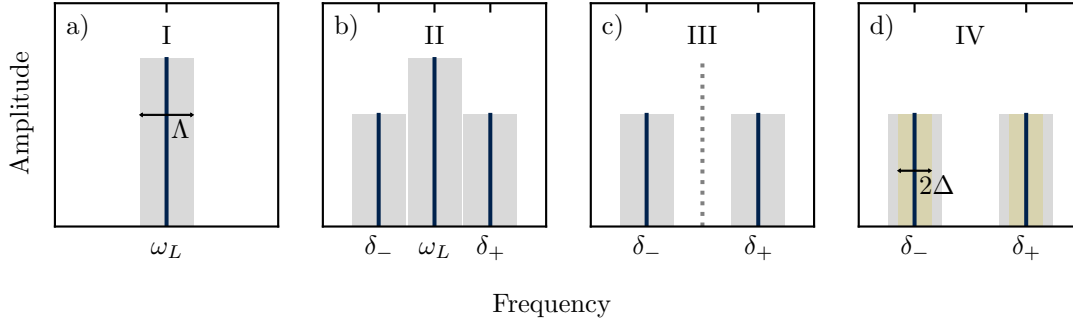 a) I
b) II
c) III
d) IV
Amplitude
Λ
2Δ
ω_L
δ_− ω_L δ_+
δ_− δ_+
δ_− δ_+
Frequency